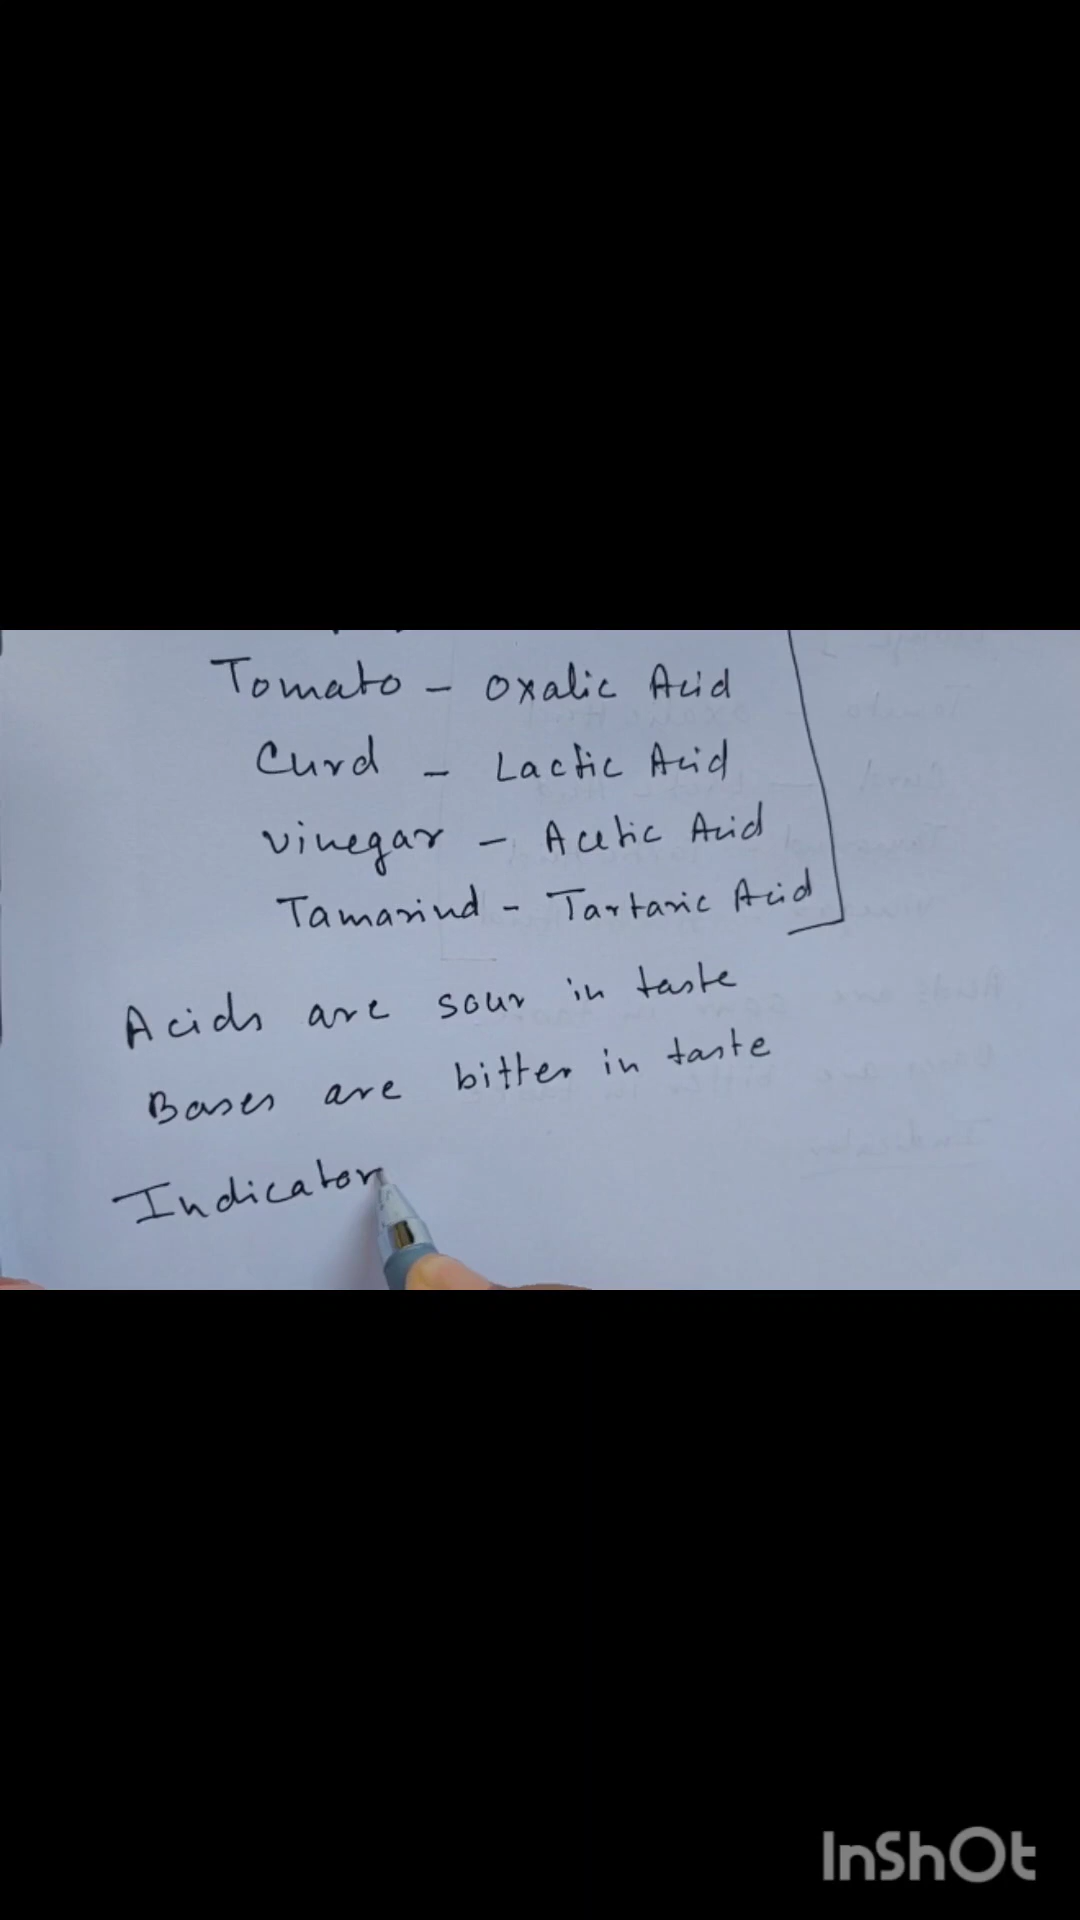 Tomato - Oxalic Acid
Curd - Lactic Acid
Vinegar - Acetic Acid
Tamarind - Tartaric Acid
Acids are sour in taste
Bases are bitter in taste
Indicator
InShOt